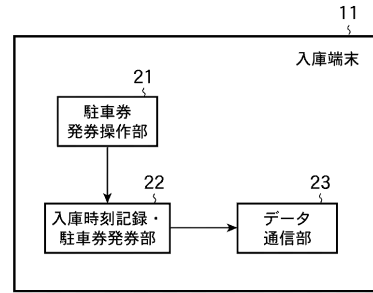 11
入庫端末
21
駐車券
発券操作部
22
入庫時刻記録・
駐車券発券部
23
データ
通信部